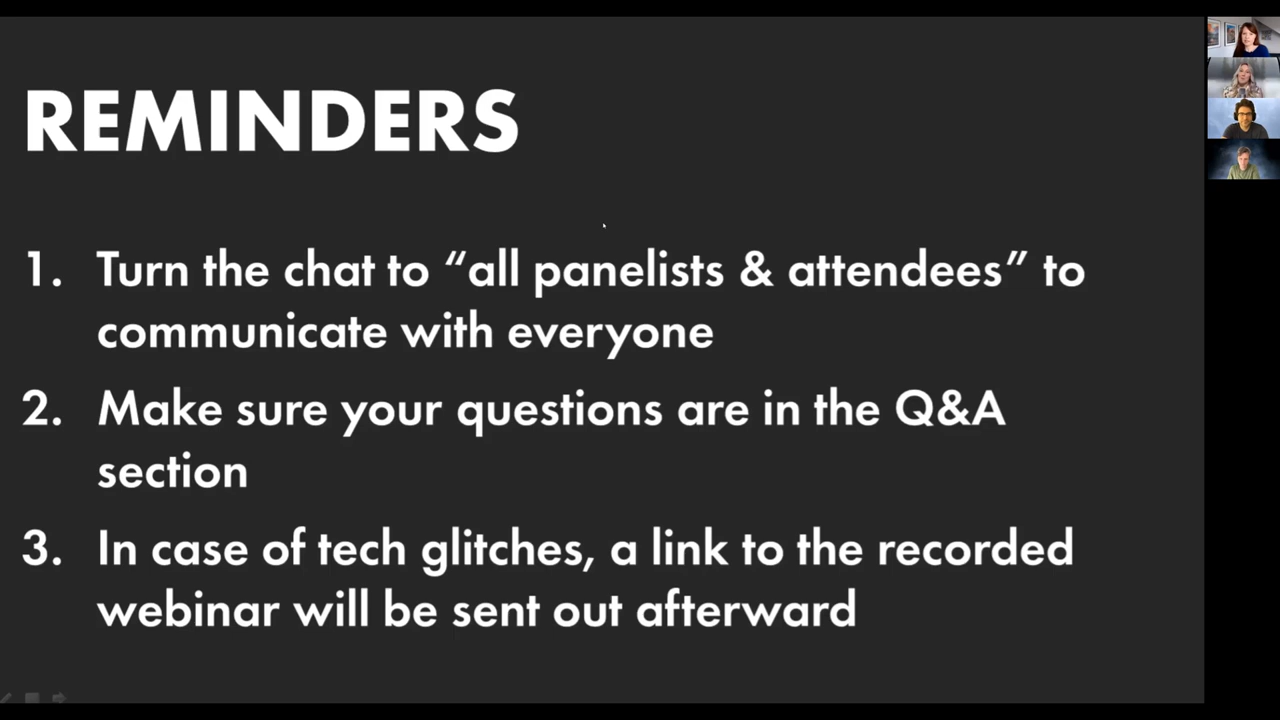 REMINDERS
1. Turn the chat to “all panelists & attendees” to
communicate with everyone
2. Make sure your questions are in the Q&A
section
3. In case of tech glitches, a link to the recorded
webinar will be sent out afterward